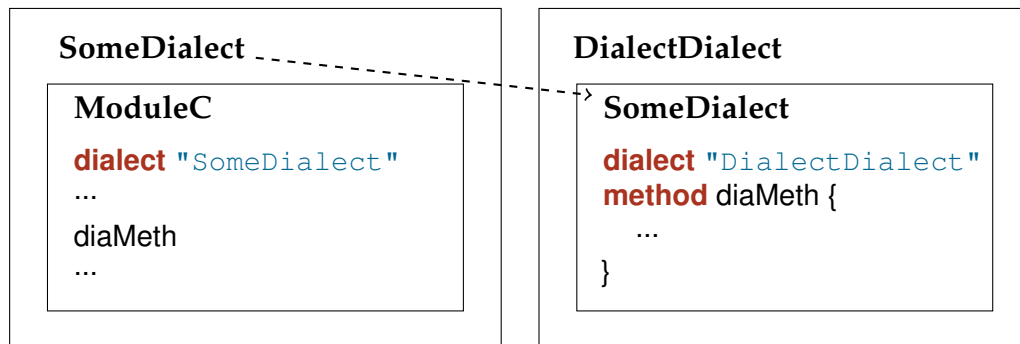 SomeDialect
ModuleC
dialect "SomeDialect"
...
diaMeth
...
DialectDialect
SomeDialect
dialect "DialectDialect"
method diaMeth {
...
}